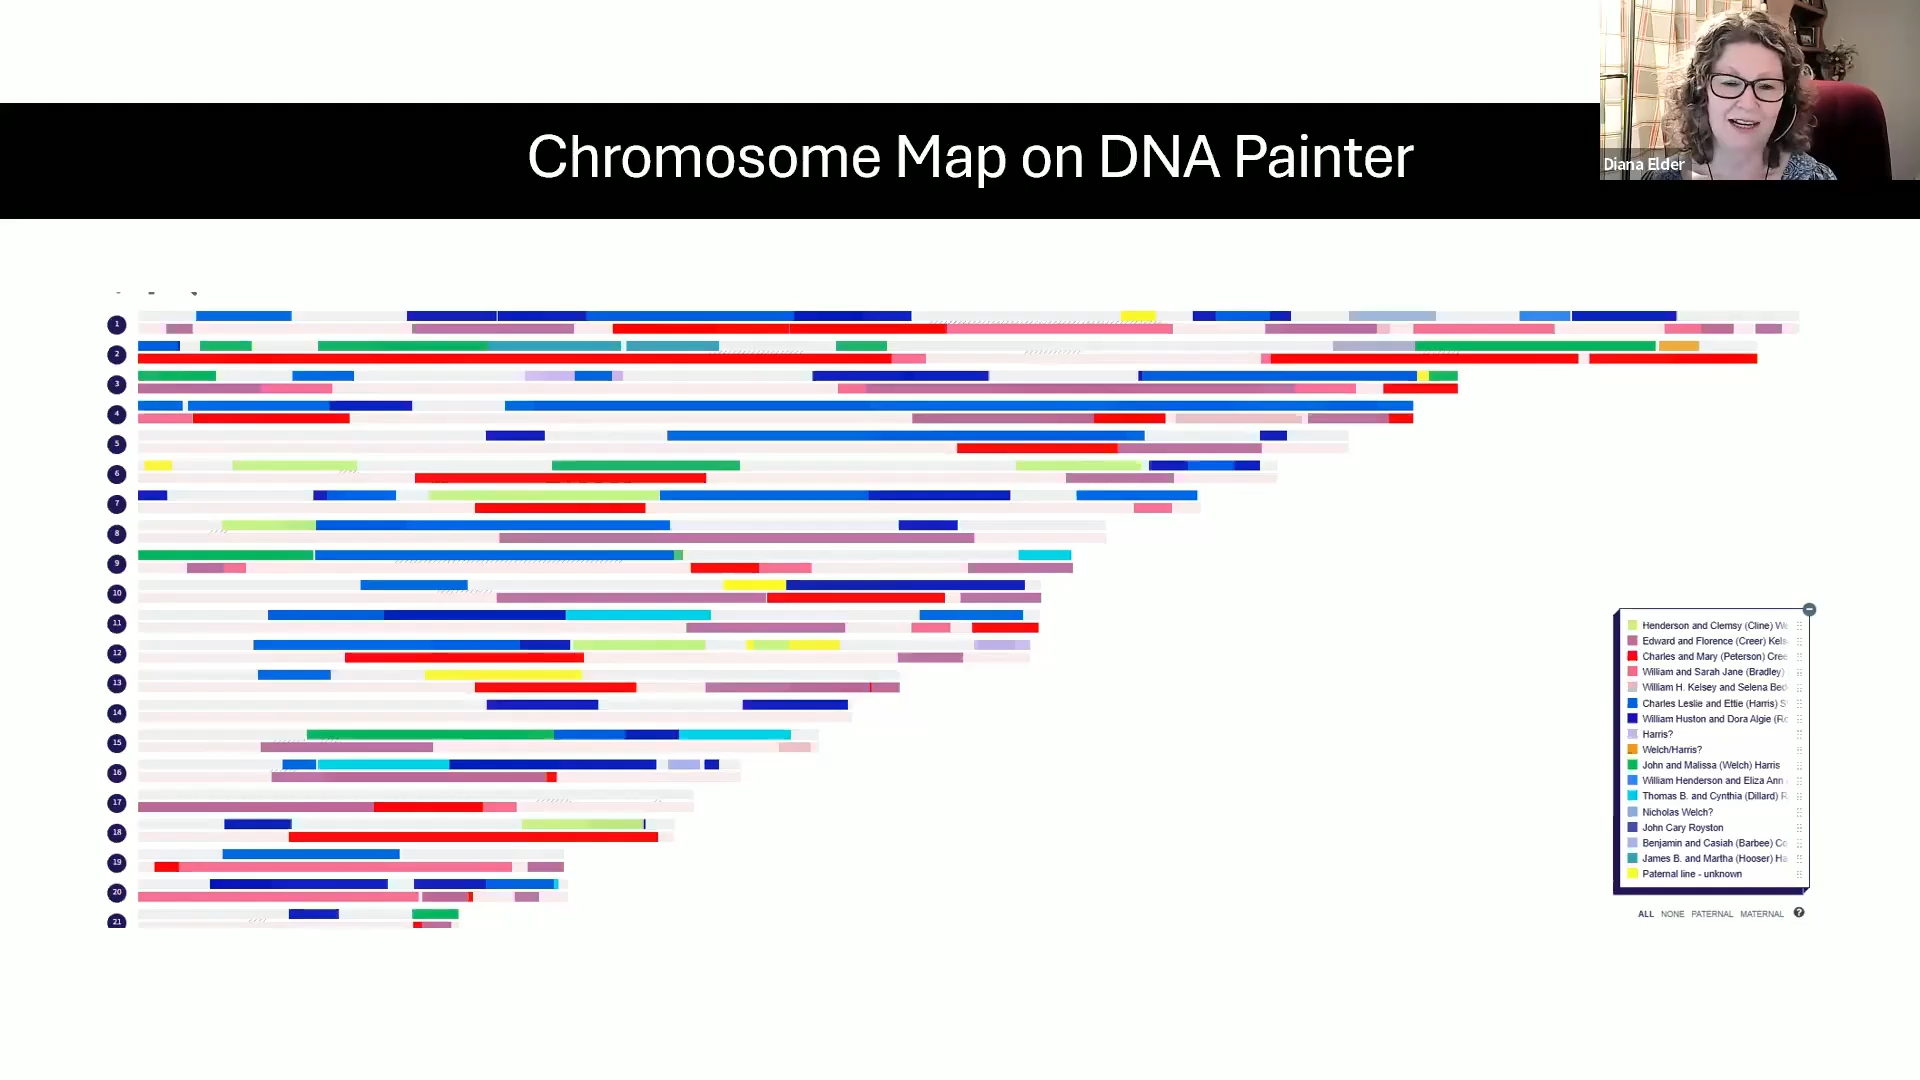 Chromosome Map on DNA Painter
Diana Elder
1
2
3
4
5
6
7
8
9
10
11
12
13
14
15
16
17
18
19
20
21
Henderson and Clemsy (Cline)
Edward and Florence (Creer)
Charles and Mary (Peterson)
William and Sarah Jane (Bradley)
William H. Kelsey and Selena
Charles Leslie and Ettie (Harris)
William Huston and Dora Algie
Harris?
Welch/Harris?
John and Malissa (Welch) Harris
William Henderson and Eliza Ann
Thomas B. and Cynthia (Dillard)
Nicholas Welch?
John Cary Royston
Benjamin and Casiah (Barbee)
James B. and Martha (Hooser)
Paternal line - unknown
ALL NONE PATERNAL MATERNAL ?